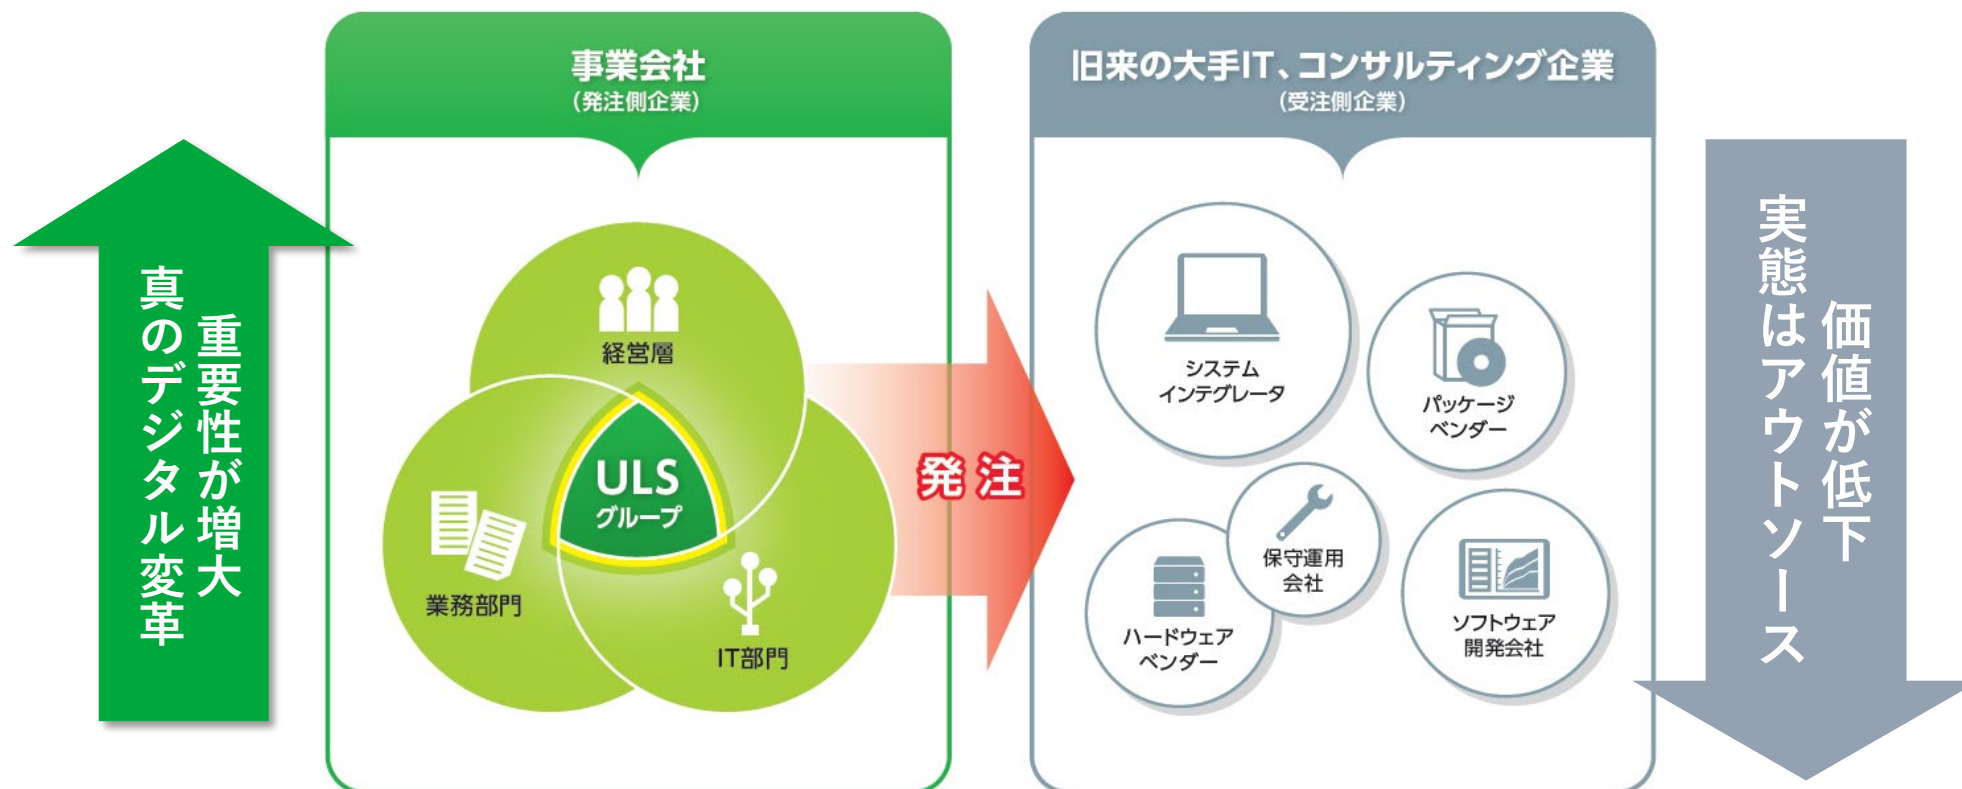 事業会社
（発注側企業）
旧来の大手IT、コンサルティング企業
（受注側企業）
重要性が増大
真のデジタル変革
経営層
ULS
グループ
業務部門
IT部門
発注
システム
インテグレータ
パッケージ
ベンダー
保守運用
会社
ハードウェア
ベンダー
ソフトウェア
開発会社
価値が低下
実態はアウトソース